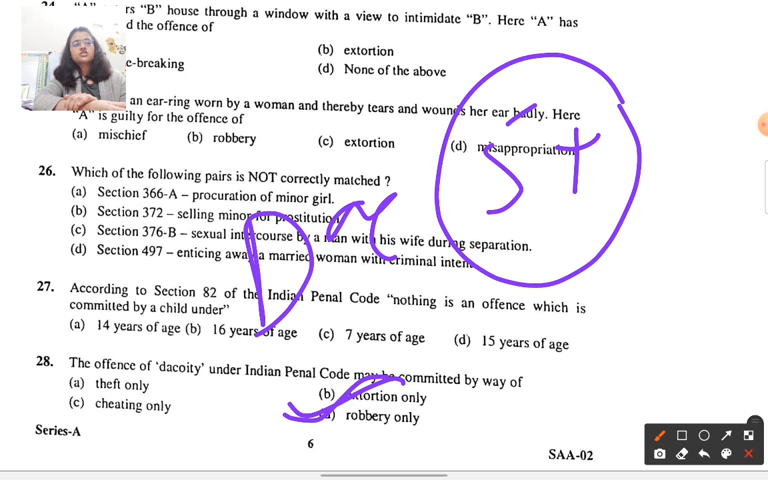 rs “B” house through a window with a view to intimidate “B”. Here “A” has
d the offence of
(b) extortion
e-breaking
(d) None of the above
an ear-ring worn by a woman and thereby tears and wounds her ear badly. Here
“A” is guilty for the offence of
(a) mischief (b) robbery (c) extortion (d) misappropriation
26. Which of the following pairs is NOT correctly matched ?
(a) Section 366-A – procuration of minor girl.
(b) Section 372 – selling minor for prostitution
(c) Section 376-B – sexual intercourse by a man with his wife during separation.
(d) Section 497 – enticing away a married woman with criminal inten
27. According to Section 82 of the Indian Penal Code “nothing is an offence which is
committed by a child under”
(a) 14 years of age (b) 16 years of age (c) 7 years of age (d) 15 years of age
28. The offence of ‘dacoity’ under Indian Penal Code may be committed by way of
(a) theft only (b) extortion only
(c) cheating only (d) robbery only
Series-A
6
SAA-02
Dac
5+